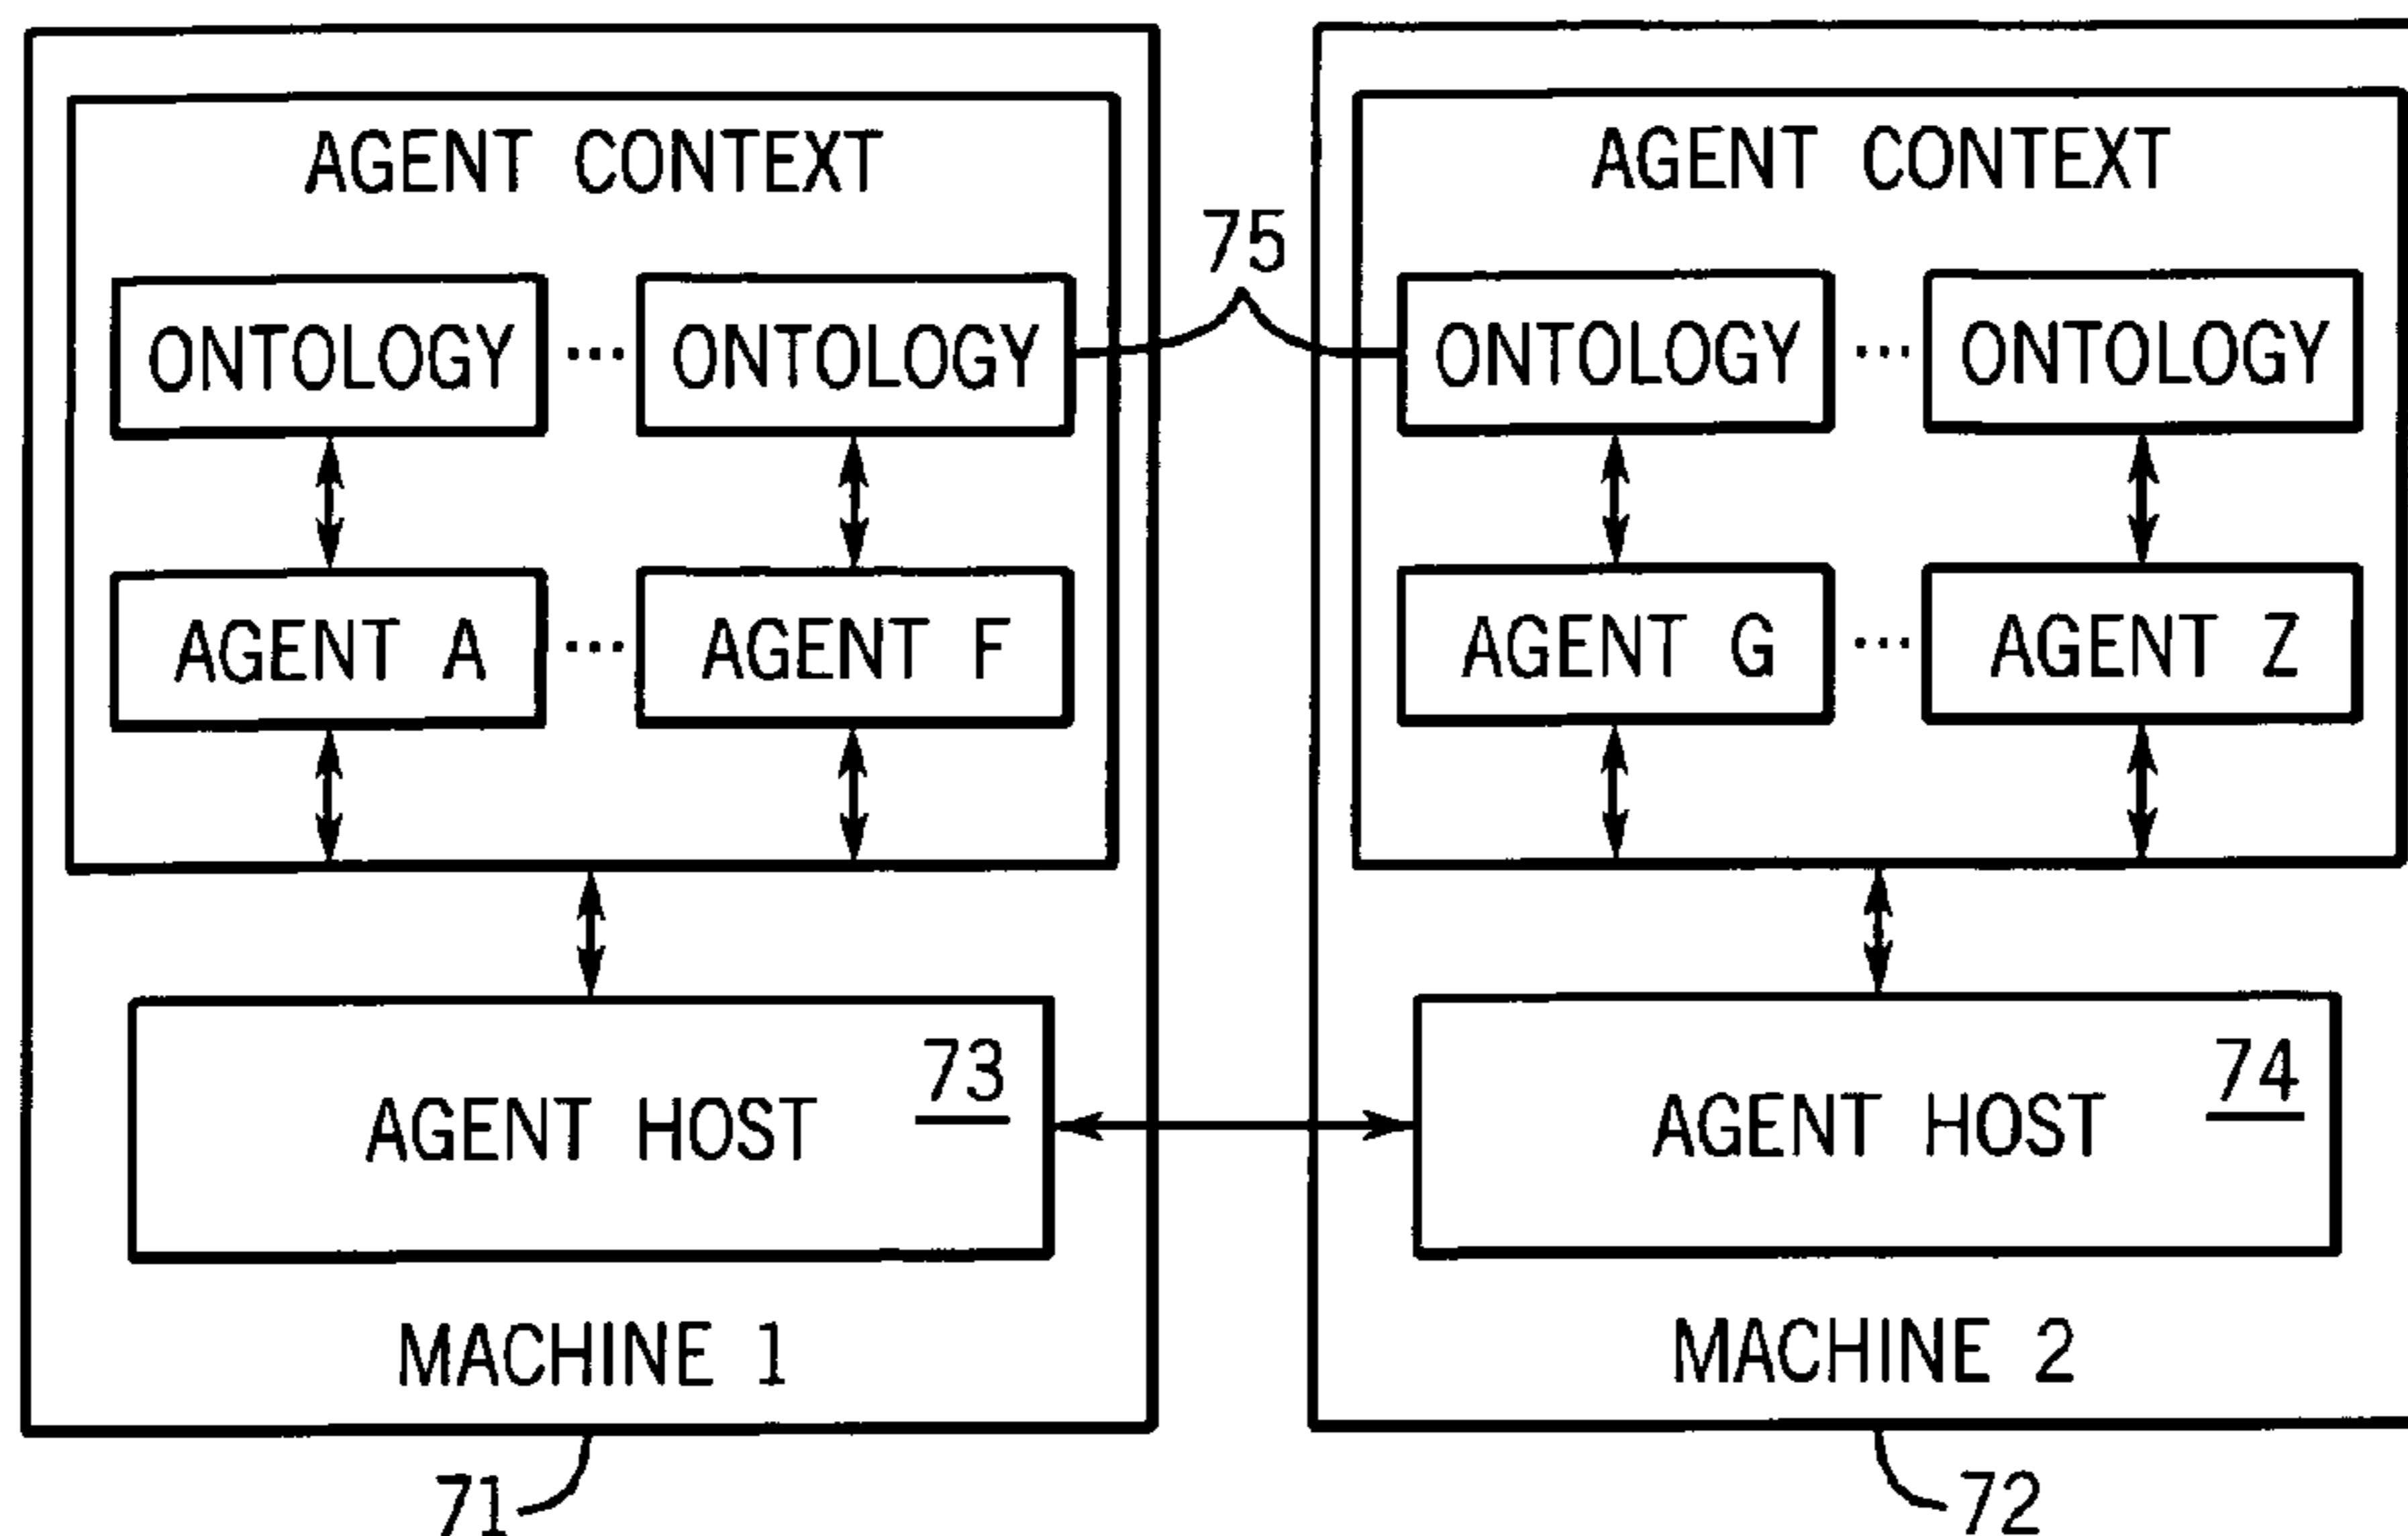 AGENT CONTEXT
ONTOLOGY ... ONTOLOGY
AGENT A ... AGENT F
AGENT HOST 73
MACHINE 1
71
75
AGENT CONTEXT
ONTOLOGY ... ONTOLOGY
AGENT G ... AGENT Z
AGENT HOST 74
MACHINE 2
72